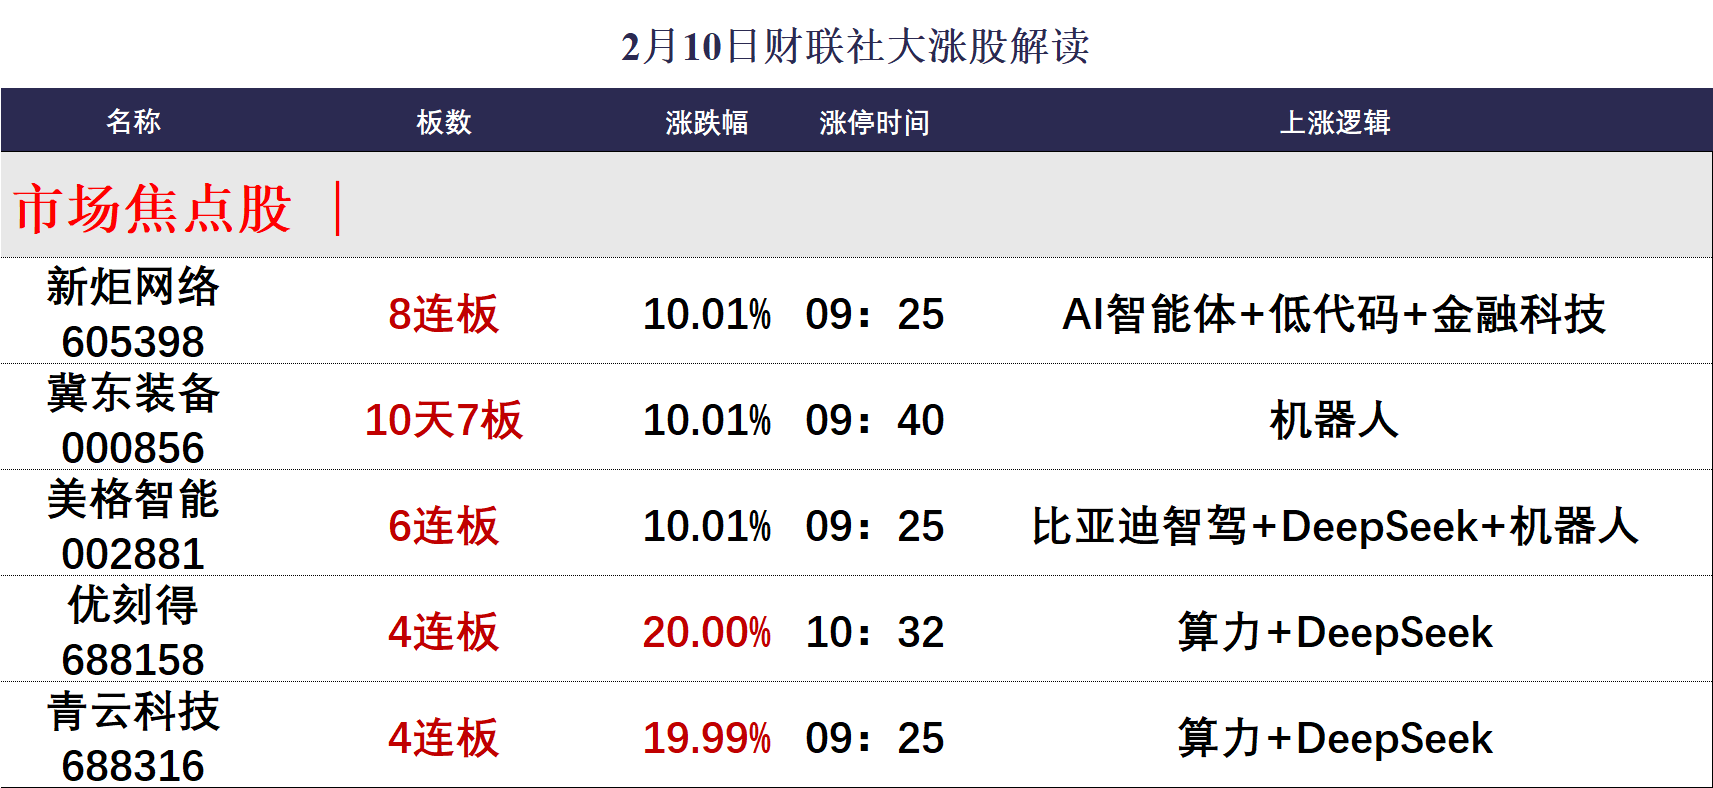 2月10日财联社大涨股解读
名称 板数 涨跌幅 涨停时间 上涨逻辑
市场焦点股 |
新炬网络
605398 8连板 10.01% 09：25 AI智能体+低代码+金融科技
冀东装备
000856 10天7板 10.01% 09：40 机器人
美格智能
002881 6连板 10.01% 09：25 比亚迪智驾+DeepSeek+机器人
优刻得
688158 4连板 20.00% 10：32 算力+DeepSeek
青云科技
688316 4连板 19.99% 09：25 算力+DeepSeek